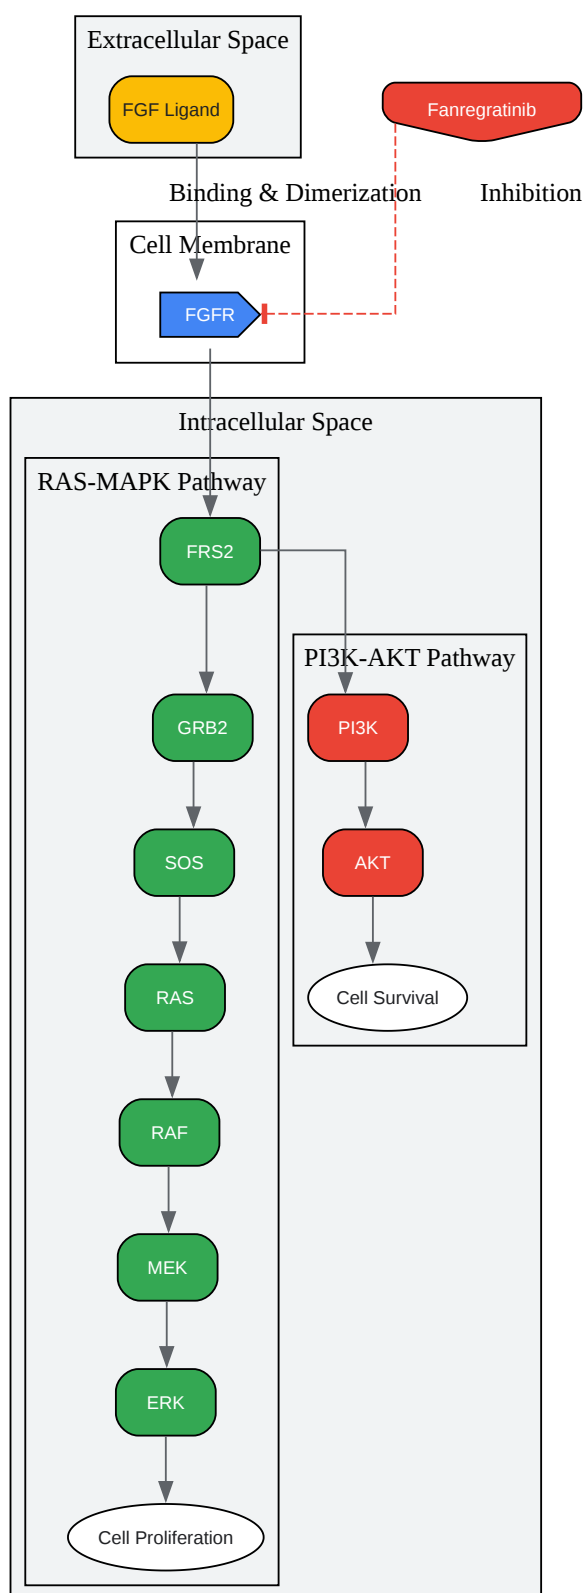 Extracellular Space
FGF Ligand
Fanregratinib
Binding & Dimerization
Inhibition
Cell Membrane
FGFR
Intracellular Space
RAS-MAPK Pathway
FRS2
PI3K-AKT Pathway
GRB2
PI3K
SOS
AKT
RAS
Cell Survival
RAF
MEK
ERK
Cell Proliferation